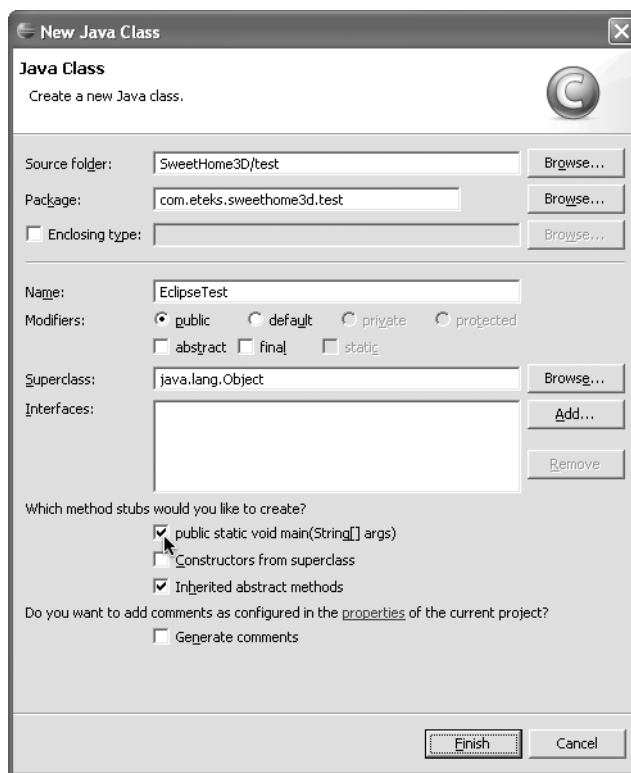 New Java Class
Java Class
Create a new Java class.
Source folder: SweetHome3D/test Browse...
Package: com.eteks.sweethome3d.test Browse...
Enclosing type: Browse...
Name: EclipseTest
Modifiers: public default private protected
abstract final static
Superclass: java.lang.Object Browse...
Interfaces: Add...
Remove
Which method stubs would you like to create?
public static void main(String[] args)
Constructors from superclass
Inherited abstract methods
Do you want to add comments as configured in the properties of the current project?
Generate comments
Finish Cancel